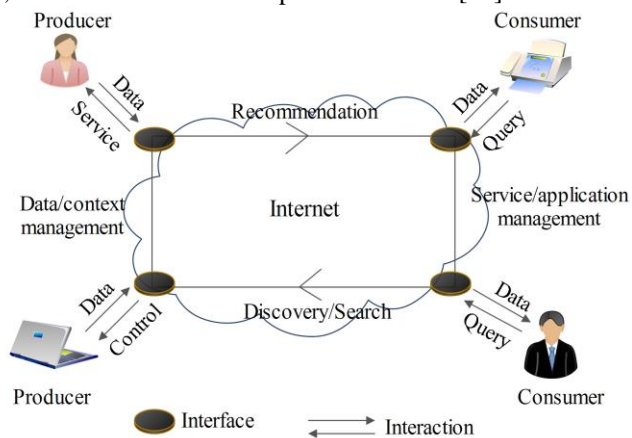 Producer
Consumer
Data
Service
Recommendation
Data
Query
Data/context
management
Internet
Service/application
management
Data
Control
Discovery/Search
Data
Query
Producer
Consumer
Interface
Interaction